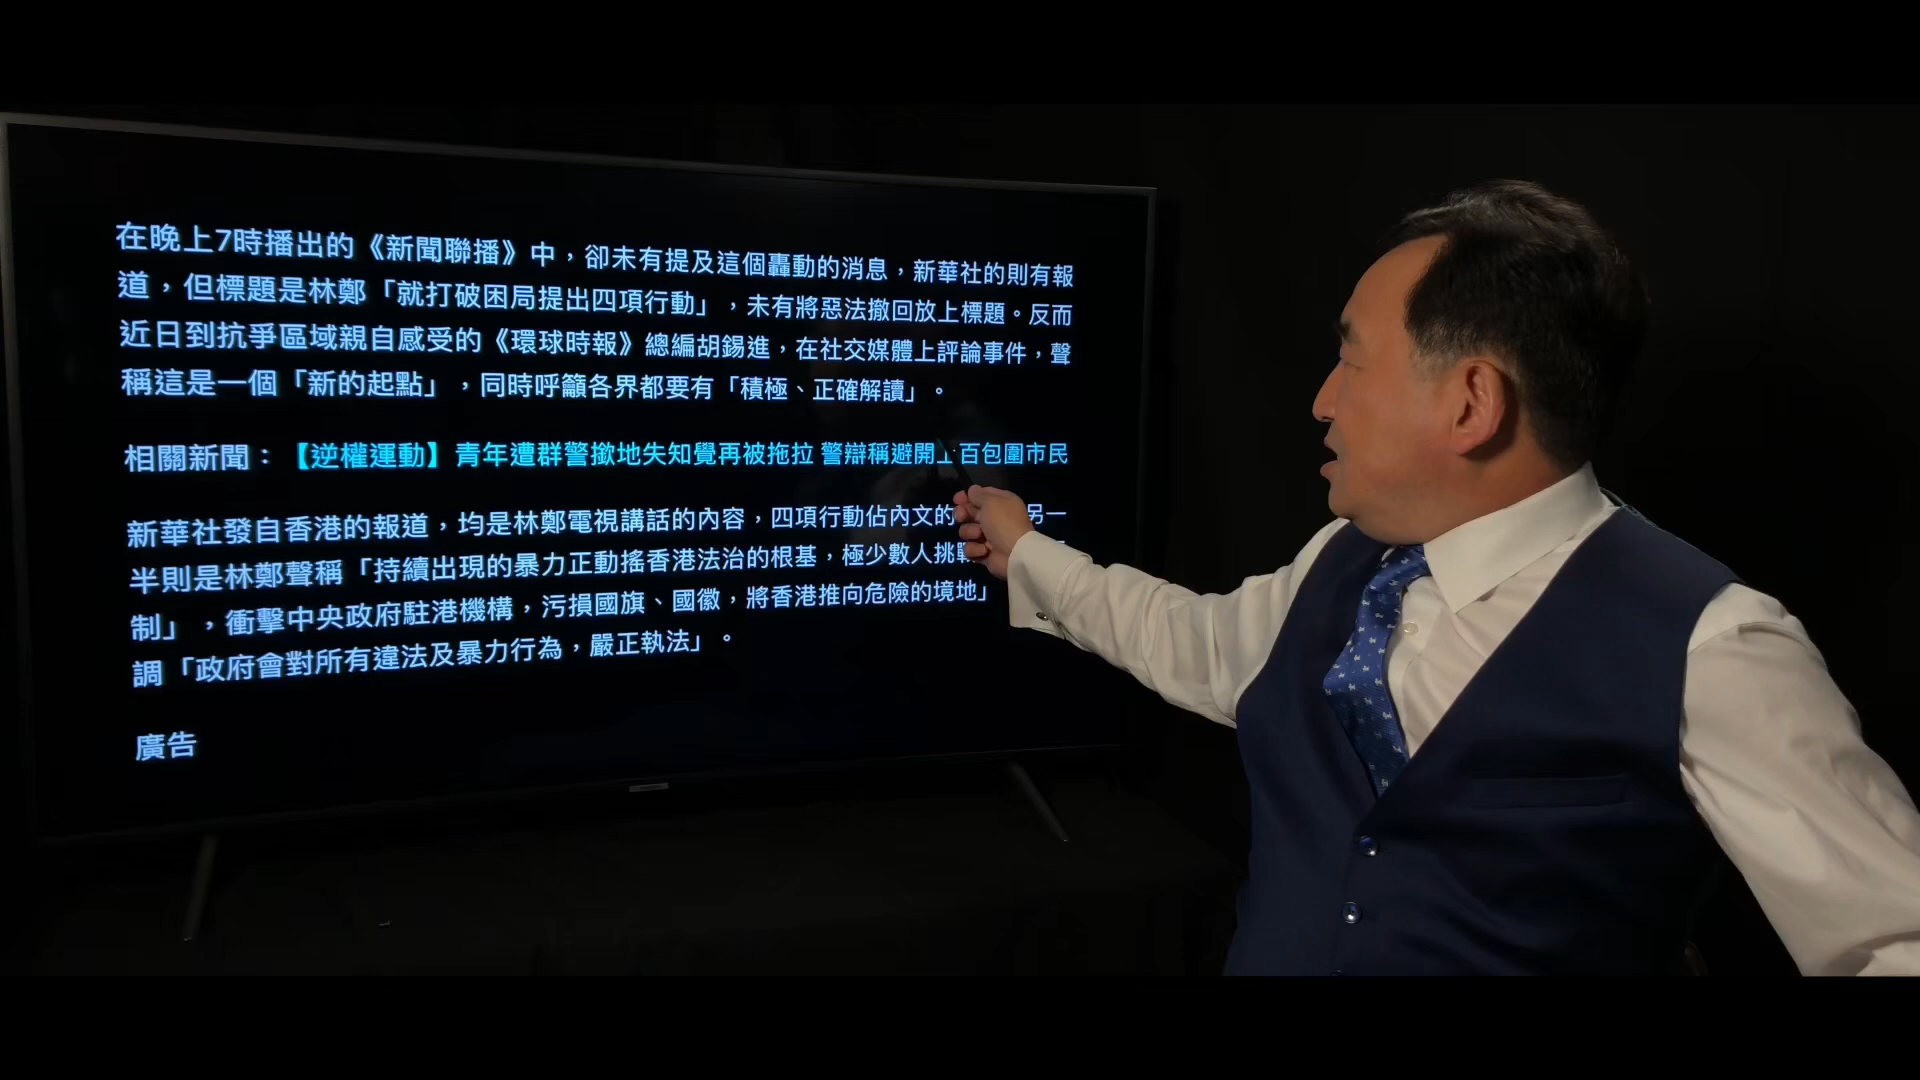 在晚上7時播出的《新聞聯播》中，卻未有提及這個轟動的消息，新華社的則有報
道，但標題是林鄭「就打破困局提出四項行動」，未有將惡法撤回放上標題。反而
近日到抗爭區域親自感受的《環球時報》總編胡錫進，在社交媒體上評論事件，聲
稱這是一個「新的起點」，同時呼籲各界都要有「積極、正確解讀」。
相關新聞：【逆權運動】青年遭群警撳地失知覺再被拖拉 警辯稱避開上百包圍市民
新華社發自香港的報道，均是林鄭電視講話的內容，四項行動佔內文的 另一
半則是林鄭聲稱「持續出現的暴力正動搖香港法治的根基，極少數人挑戰
制」，衝擊中央政府駐港機構，污損國旗、國徽，將香港推向危險的境地」
調「政府會對所有違法及暴力行為，嚴正執法」。
廣告